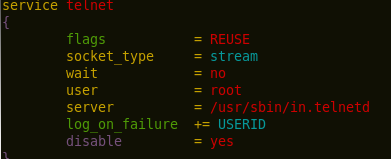 service telnet
{
        flags           = REUSE
        socket_type     = stream
        wait            = no
        user            = root
        server          = /usr/sbin/in.telnetd
        log_on_failure  += USERID
        disable         = yes
}